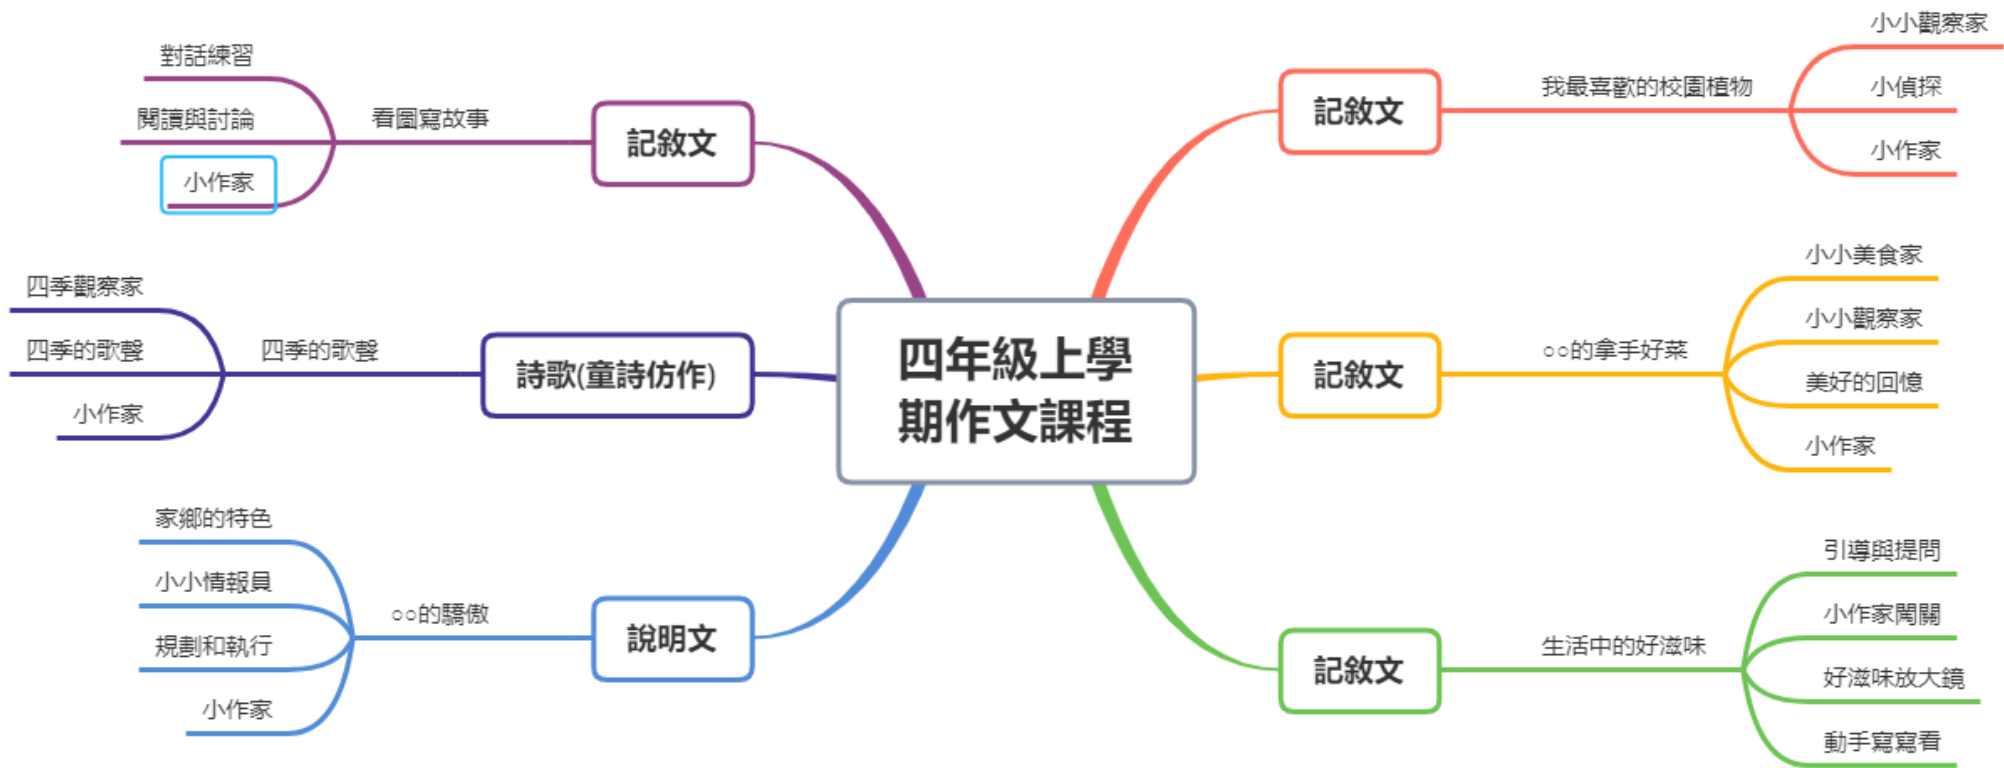 四年級上學
期作文課程
記敘文
我最喜歡的校園植物
小小觀察家
小偵探
小作家
記敘文
○○的拿手好菜
小小美食家
小小觀察家
美好的回憶
小作家
記敘文
生活中的好滋味
引導與提問
小作家闖關
好滋味放大鏡
動手寫寫看
記敘文
看圖寫故事
對話練習
閱讀與討論
小作家
詩歌(童詩仿作)
四季的歌聲
四季觀察家
四季的歌聲
小作家
說明文
○○的驕傲
家鄉的特色
小小情報員
規劃和執行
小作家